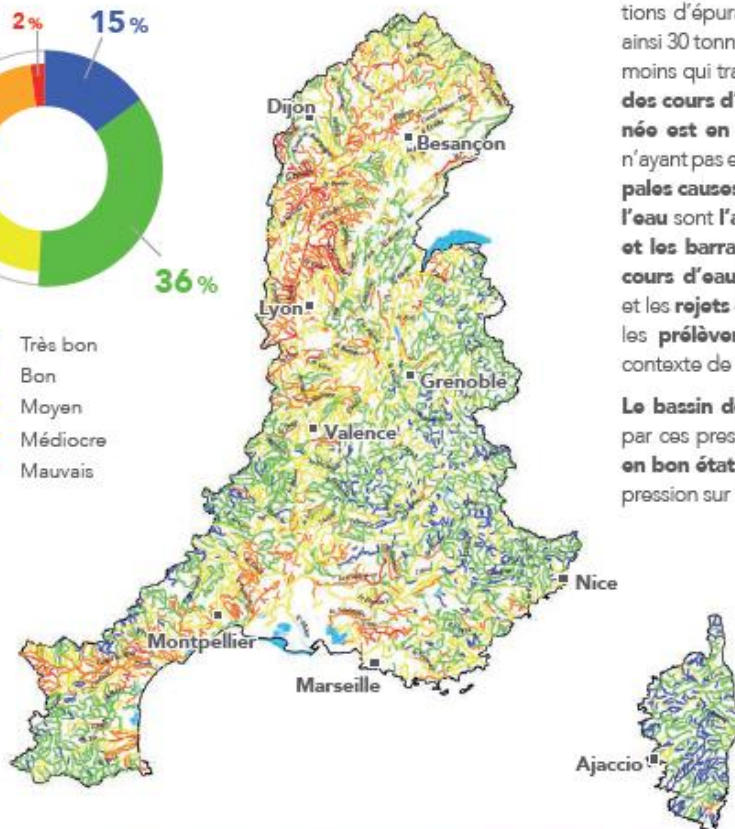 2%
15%
36%
Très bon
Bon
Moyen
Médiocre
Mauvais
Dijon
Besançon
Lyon
Grenoble
Valence
Nice
Montpellier
Marseille
Ajaccio
tions d'épur
ainsi 30 tonn
moins qui tra
des cours d'
née est en
n'ayant pas e
pales causes
l'eau sont l'a
et les barra
cours d'eau
et les rejets
les prélève
contexte de
Le bassin d
par ces pres
en bon état
pression sur